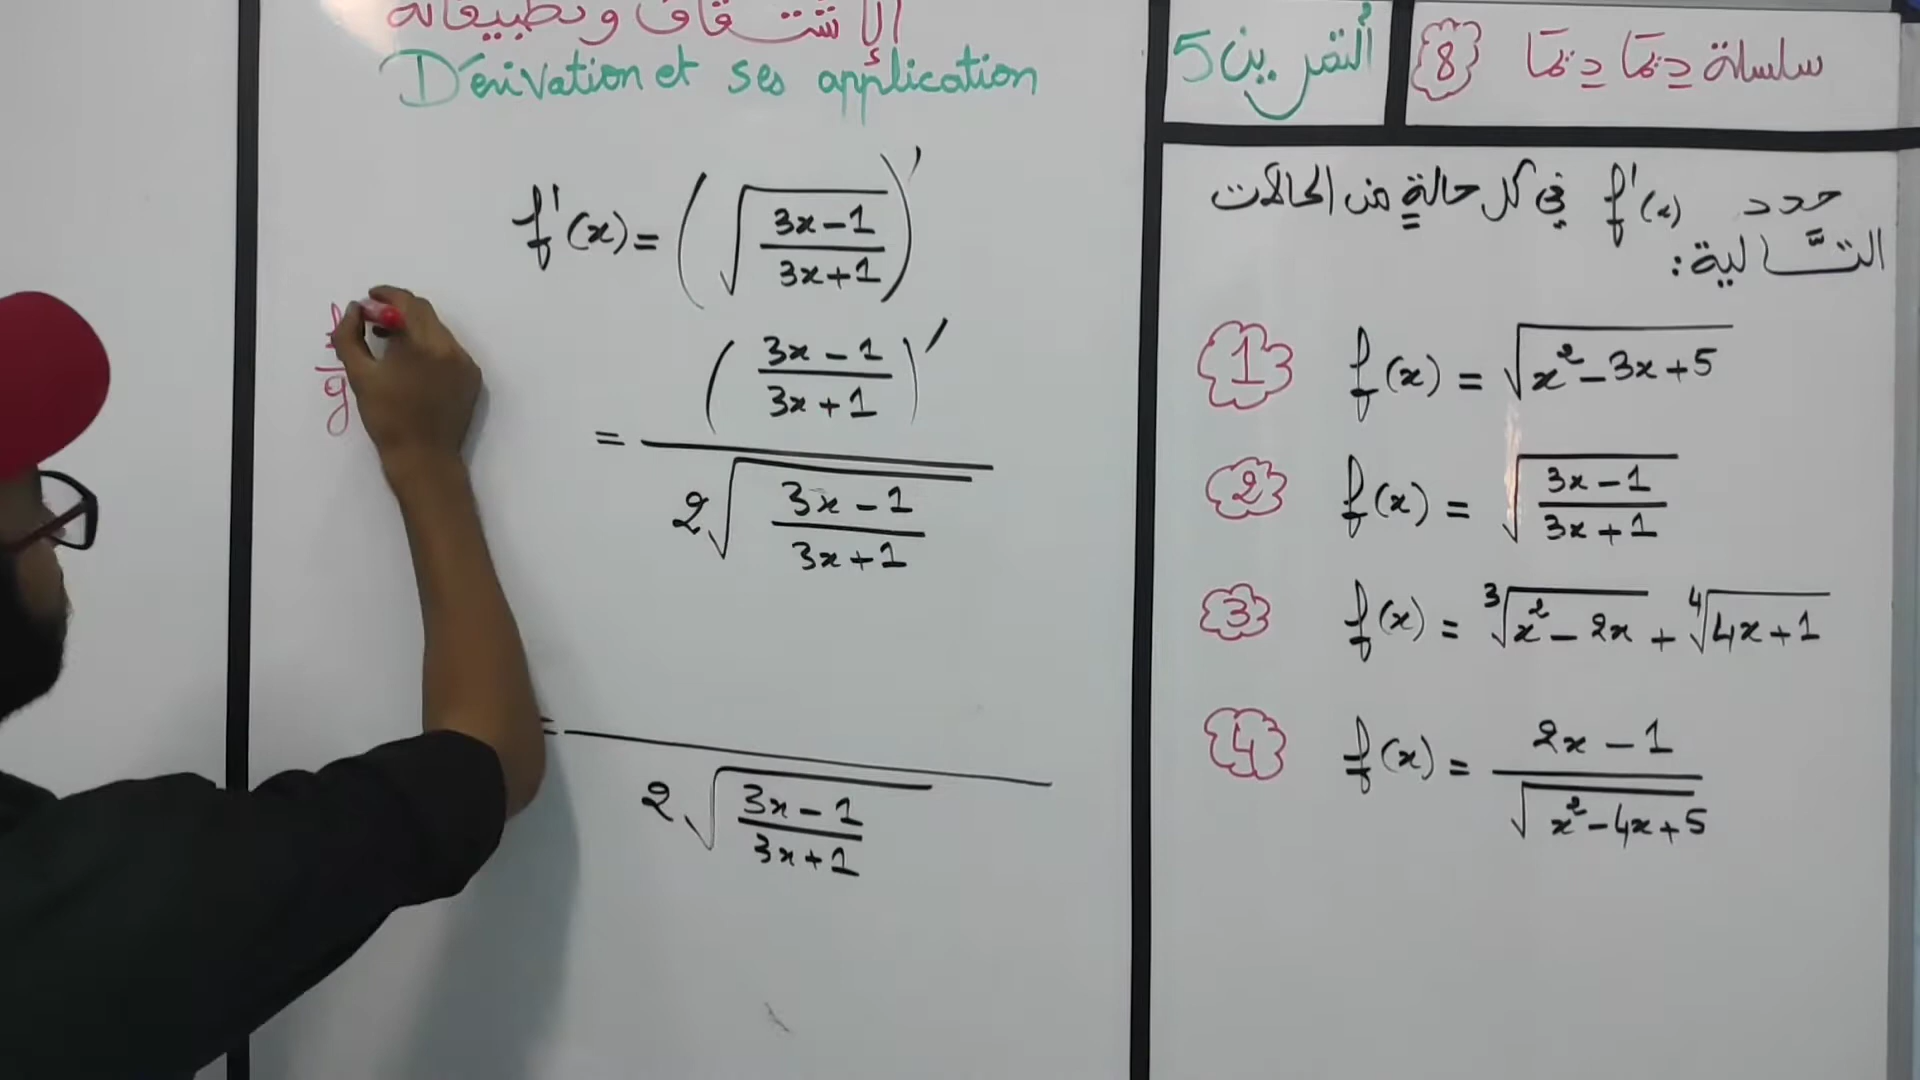 الإشتقاق وتطبيقاته
Dérivation et ses application
f'(x) = (√((3x-1)/(3x+1)))'
= ((3x-1)/(3x+1))' / (2√((3x-1)/(3x+1)))
= / (2√((3x-1)/(3x+1)))
g
التمرين 5
سلسلة ديما ديما 8
حدد f'(x) في كل حالة من الحالات
التالية:
1 f(x) = √(x²-3x+5)
2 f(x) = √((3x-1)/(3x+1))
3 f(x) = ³√(x²-2x) + ⁴√(4x+1)
4 f(x) = (2x-1)/√(x²-4x+5)